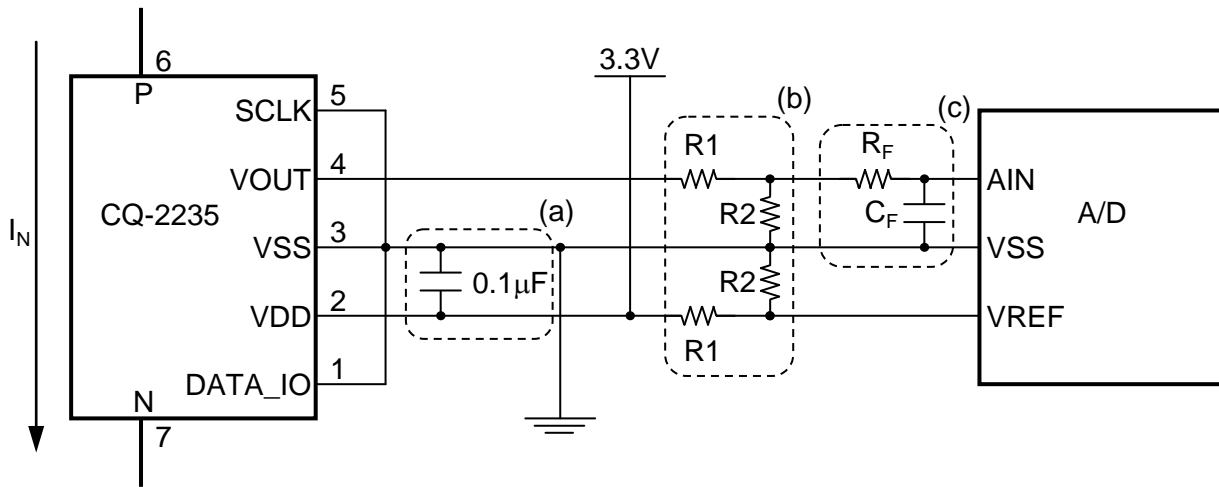 3.3V
6
P
(b)
(c)
SCLK
5
R1
RF
VOUT
4
AIN
CQ-2235
(a)
R2
CF
A/D
IN
VSS
3
VSS
0.1μF
R2
VDD
2
VREF
R1
DATA_IO
1
N
7